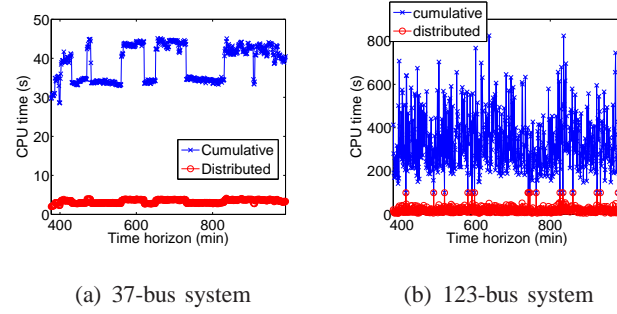 50
40
30
20
10
0
CPU time (s)
Cumulative
Distributed
400 600 800
Time horizon (min)
(a) 37-bus system
cumulative
distributed
800
600
400
200
0
CPU time (s)
400 600 800
Time horizon (min)
(b) 123-bus system